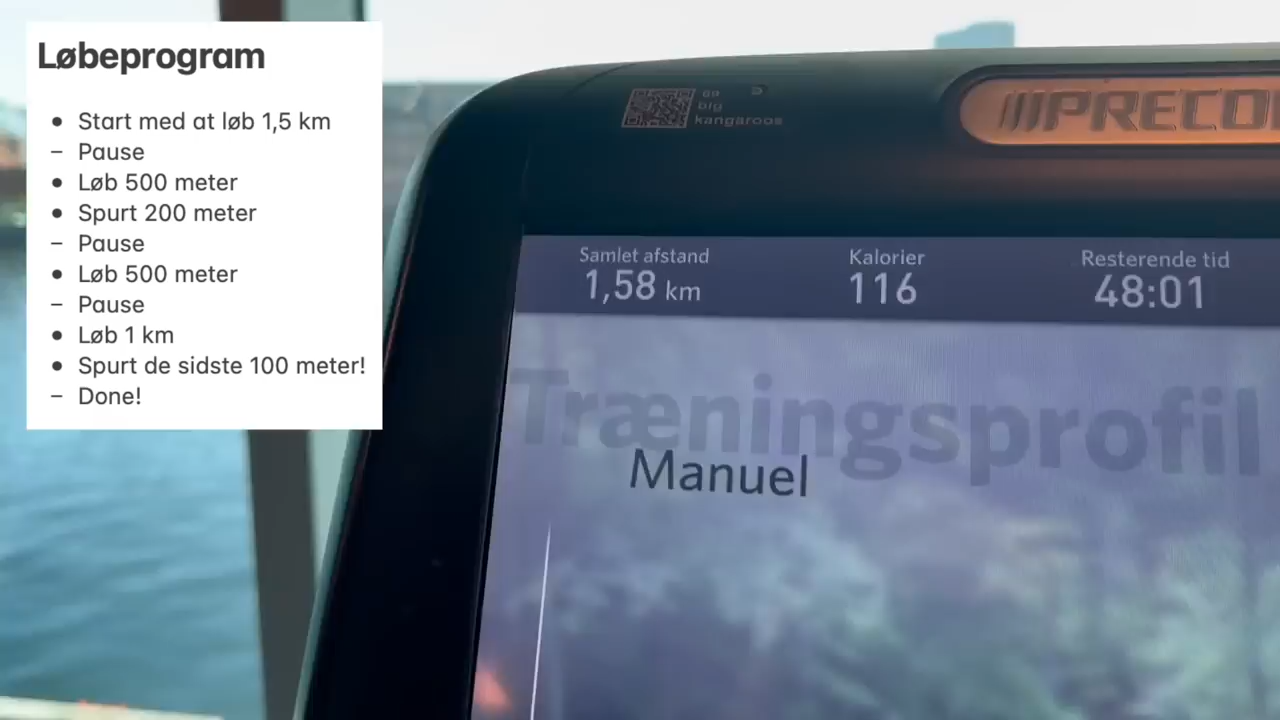 Løbeprogram
• Start med at løb 1,5 km
– Pause
• Løb 500 meter
• Spurt 200 meter
– Pause
• Løb 500 meter
– Pause
• Løb 1 km
• Spurt de sidste 100 meter!
– Done!
89
big
kangaroos
PRECO
Samlet afstand
1,58 km
Kalorier
116
Resterende tid
48:01
Træningsprofil
Manuel